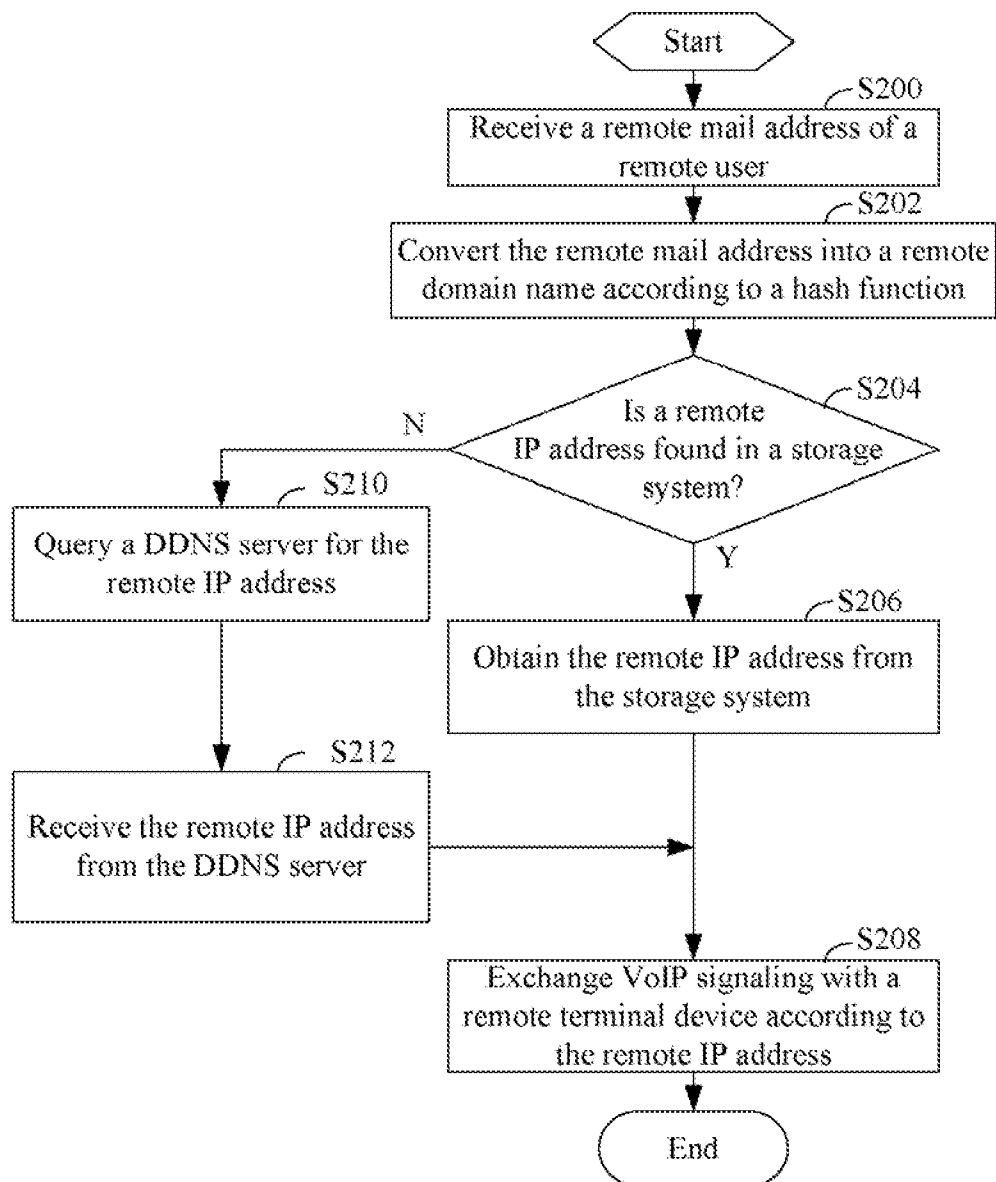 Start
S200
Receive a remote mail address of a
remote user
S202
Convert the remote mail address into a remote
domain name according to a hash function
S204
Is a remote
IP address found in a storage
system?
N
Y
S210
Query a DDNS server for the
remote IP address
S206
Obtain the remote IP address from
the storage system
S212
Receive the remote IP address
from the DDNS server
S208
Exchange VoIP signaling with a
remote terminal device according to
the remote IP address
End